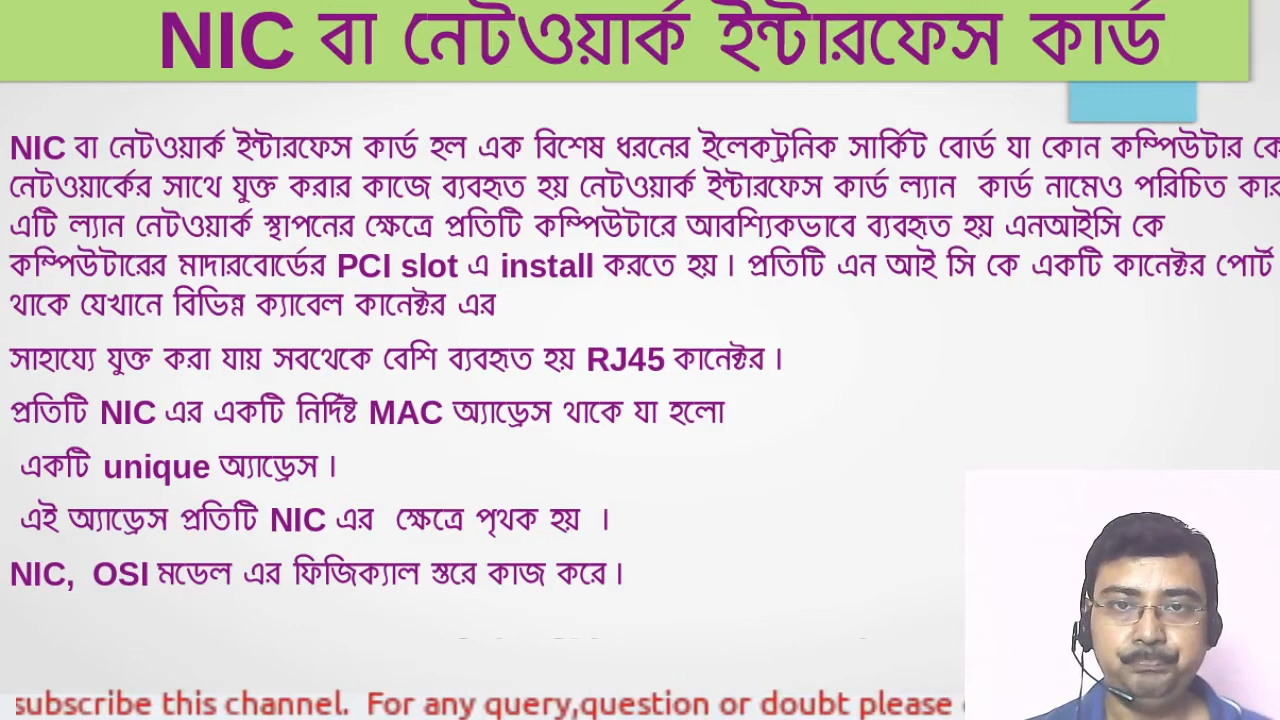 NIC বা নেটওয়ার্ক ইন্টারফেস কার্ড
NIC বা নেটওয়ার্ক ইন্টারফেস কার্ড হল এক বিশেষ ধরনের ইলেকট্রনিক সার্কিট বোর্ড যা কোন কম্পিউটার কে
নেটওয়ার্কের সাথে যুক্ত করার কাজে ব্যবহৃত হয় নেটওয়ার্ক ইন্টারফেস কার্ড ল্যান কার্ড নামেও পরিচিত
এটি ল্যান নেটওয়ার্ক স্থাপনের ক্ষেত্রে প্রতিটি কম্পিউটারে আবশ্যিকভাবে ব্যবহৃত হয় এনআইসি কে
কম্পিউটারের মাদারবোর্ডের PCI slot এ install করতে হয়। প্রতিটি এন আই সি কে একটি কানেক্টর পোর্ট
থাকে যেখানে বিভিন্ন ক্যাবেল কানেক্টর এর
সাহায্যে যুক্ত করা যায় সবথেকে বেশি ব্যবহৃত হয় RJ45 কানেক্টর।
প্রতিটি NIC এর একটি নির্দিষ্ট MAC অ্যাড্রেস থাকে যা হলো
একটি unique অ্যাড্রেস।
এই অ্যাড্রেস প্রতিটি NIC এর ক্ষেত্রে পৃথক হয় ।
NIC, OSI মডেল এর ফিজিক্যাল স্তরে কাজ করে।
subscribe this channel. For any query,question or doubt please